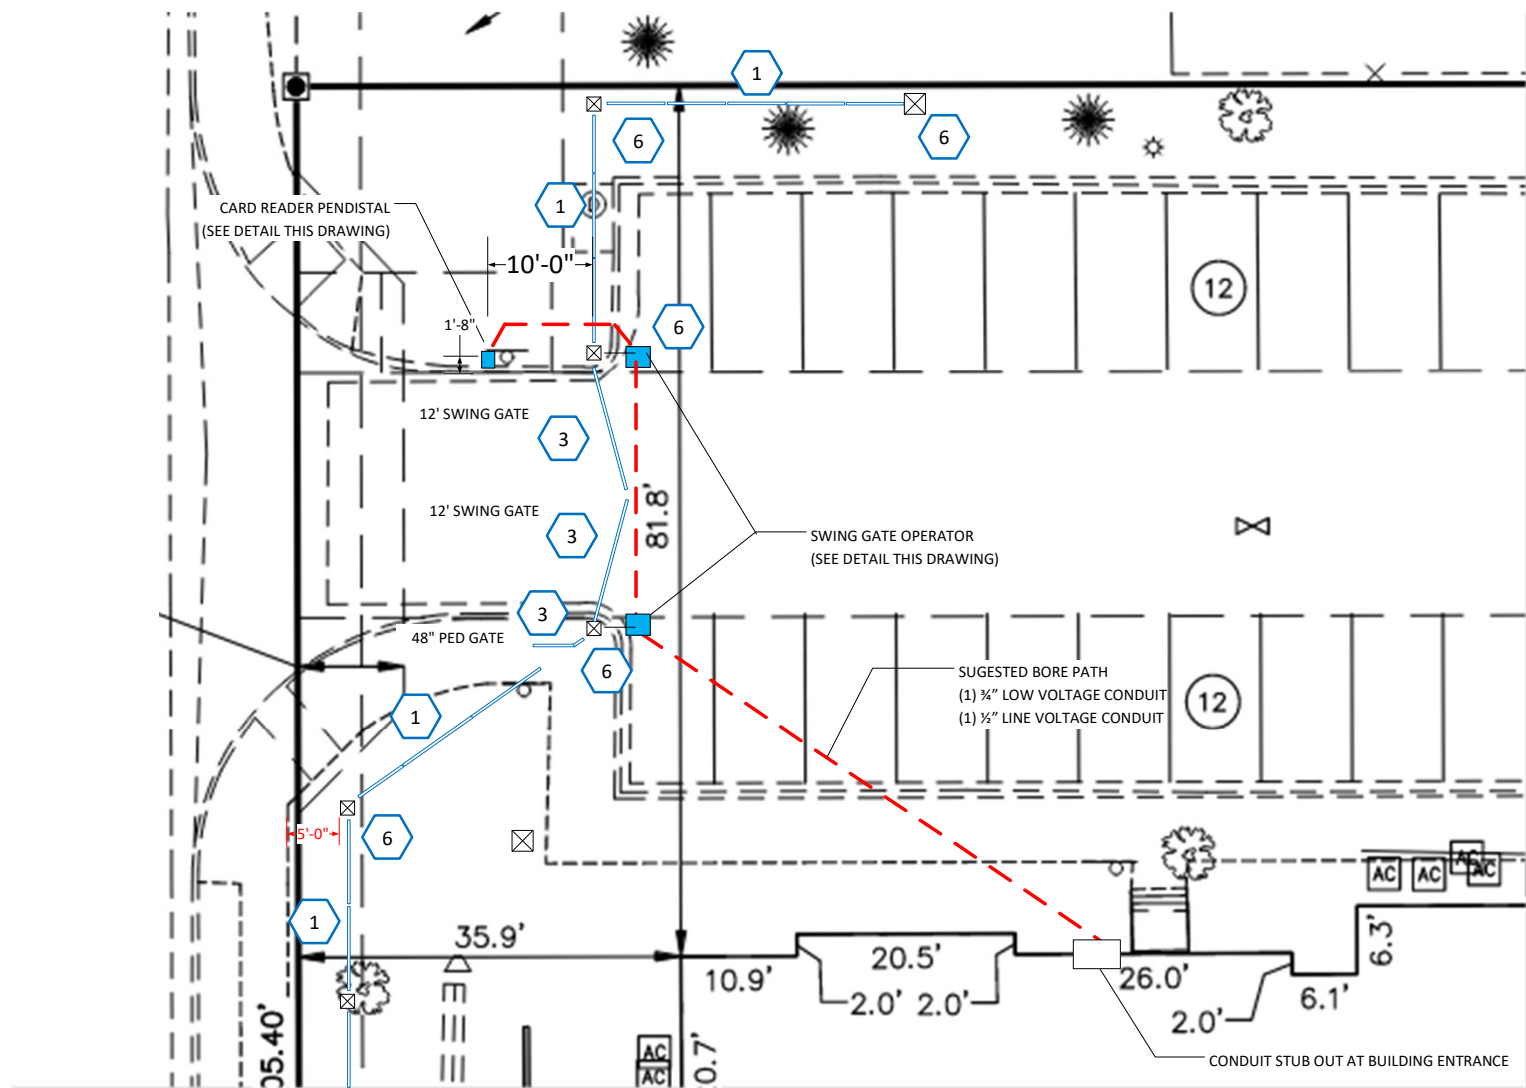 1
6
6
1
CARD READER PENDISTAL
(SEE DETAIL THIS DRAWING)
10'-0"
12
6
1'-8"
12' SWING GATE
3
12' SWING GATE
3
81.8'
SWING GATE OPERATOR
(SEE DETAIL THIS DRAWING)
3
48" PED GATE
6
SUGESTED BORE PATH
(1) ¾" LOW VOLTAGE CONDUIT
(1) ½" LINE VOLTAGE CONDUIT
12
1
5'-0"
6
AC
AC
AC
AC
1
35.9'
20.5'
6.3'
10.9'
26.0'
2.0' 2.0'
6.1'
2.0'
E
05.40'
AC
AC
0.7'
CONDUIT STUB OUT AT BUILDING ENTRANCE